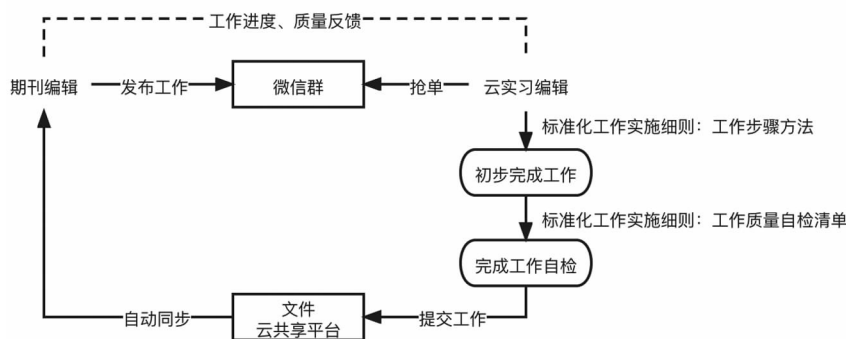 工作进度、质量反馈
期刊编辑
发布工作
微信群
抢单
云实习编辑
标准化工作实施细则：工作步骤方法
初步完成工作
标准化工作实施细则：工作质量自检清单
完成工作自检
自动同步
文件
云共享平台
提交工作